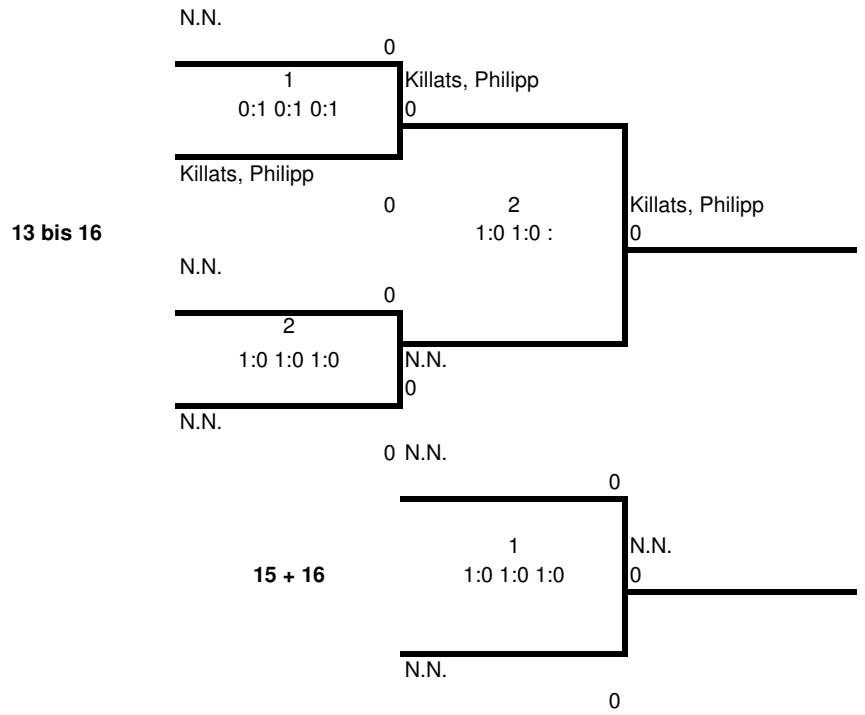 N.N.
0
1
Killats, Philipp
0:1 0:1 0:1
0
Killats, Philipp
0
2
Killats, Philipp
13 bis 16
1:0 1:0 :
0
N.N.
0
2
1:0 1:0 1:0
N.N.
0
N.N.
0 N.N.
0
1
N.N.
15 + 16
1:0 1:0 1:0
0
N.N.
0